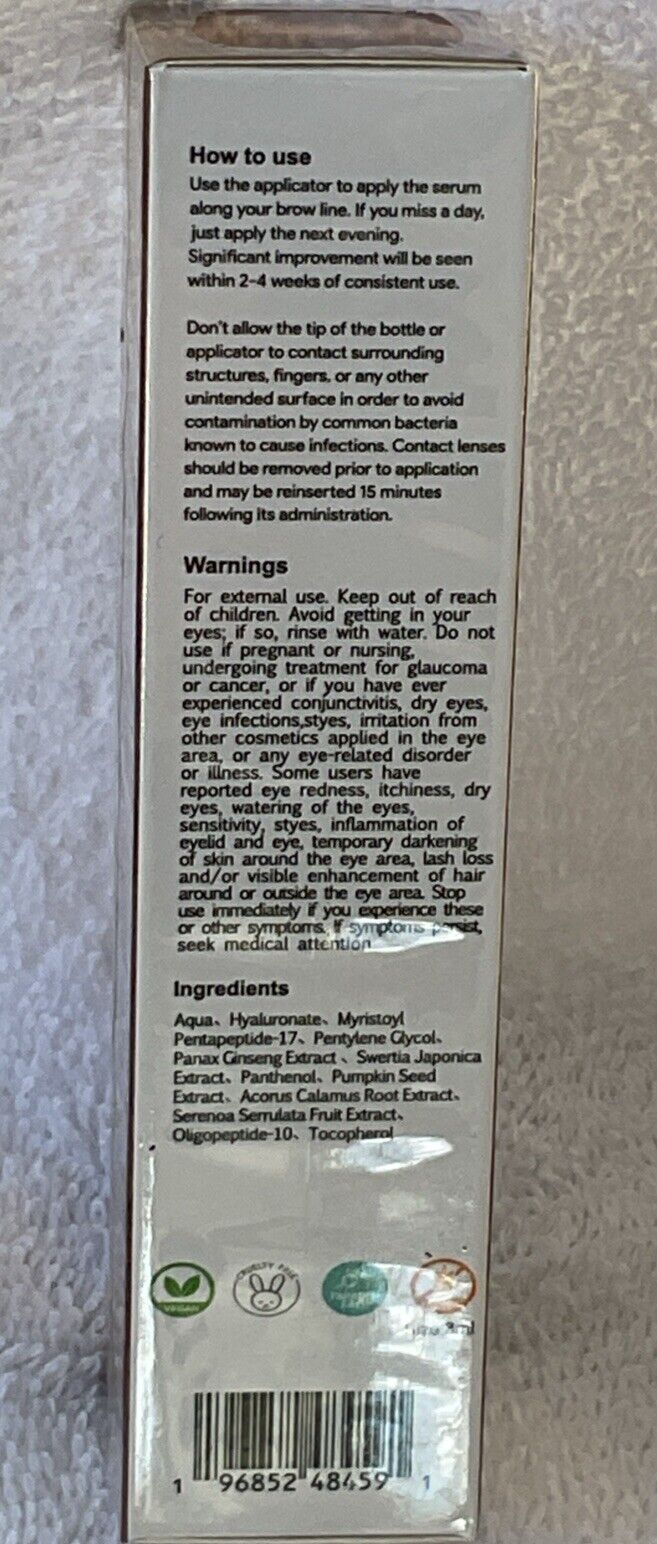 How to use
Use the applicator to apply the serum
along your brow line. If you miss a day,
just apply the next evening.
Significant improvement will be seen
within 2-4 weeks of consistent use.
Don't allow the tip of the bottle or
applicator to contact surrounding
structures, fingers, or any other
unintended surface in order to avoid
contamination by common bacteria
known to cause infections. Contact lenses
should be removed prior to application
and may be reinserted 15 minutes
following its administration.
Warnings
For external use. Keep out of reach
of children. Avoid getting in your
eyes; if so, rinse with water. Do not
use if pregnant or nursing,
undergoing treatment for glaucoma
or cancer, or if you have ever
experienced conjunctivitis, dry eyes,
eye infections,styes, irritation from
other cosmetics applied in the eye
area, or any eye-related disorder
or illness. Some users have
reported eye redness, itchiness, dry
eyes, watering of the eyes,
sensitivity, styes, inflammation of
eyelid and eye, temporary darkening
of skin around the eye area, lash loss
and/or visible enhancement of hair
around or outside the eye area. Stop
use immediately if you experience these
or other symptoms. If symptoms persist,
seek medical attention
Ingredients
Aqua、Hyaluronate、Myristoyl
Pentapeptide-17、Pentylene Glycol、
Panax Ginseng Extract 、Swertia Japonica
Extract、Panthenol、Pumpkin Seed
Extract、Acorus Calamus Root Extract、
Serenoa Serrulata Fruit Extract、
Oligopeptide-10、Tocopherol
VEGAN
CRUELTY FREE
8ml
1 96852 48459 1